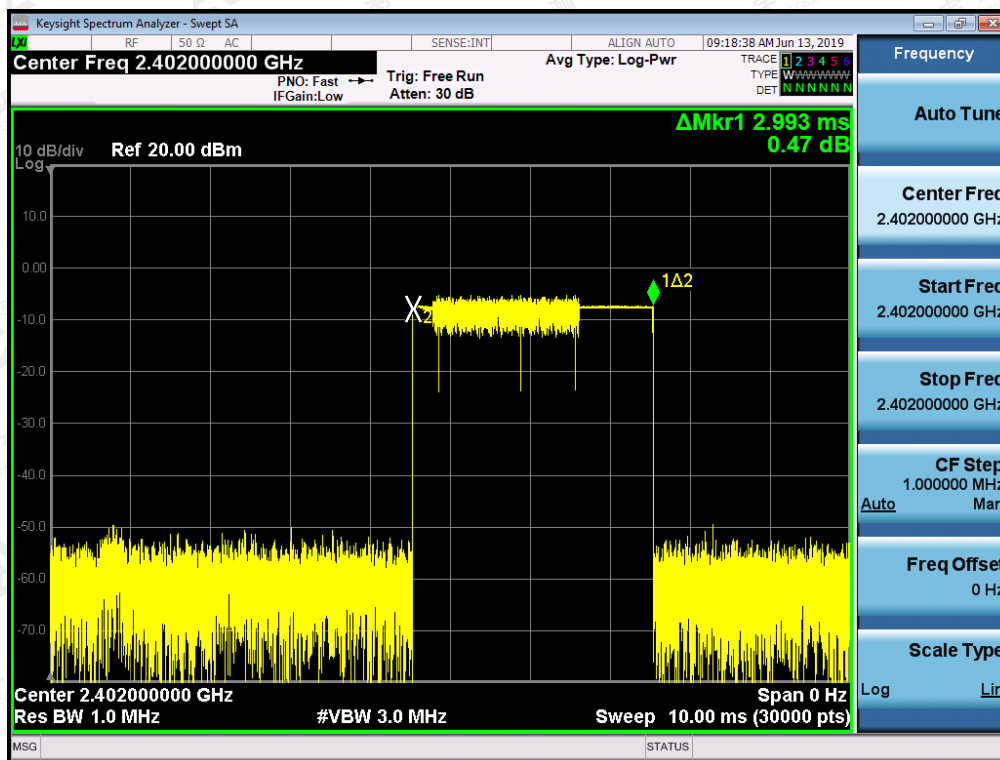 Keysight Spectrum Analyzer - Swept SA
LXI RF 50 Ω AC SENSE:INT ALIGN AUTO 09:18:38 AM Jun 13, 2019
Center Freq 2.402000000 GHz
PNO: Fast
IFGain:Low
Trig: Free Run
Atten: 30 dB
Avg Type: Log-Pwr
TRACE 1 2 3 4 5 6
TYPE WWWWWW
DET N N N N N N
ΔMkr1 2.993 ms
0.47 dB
10 dB/div Ref 20.00 dBm
Log
10.0
0.00
-10.0
-20.0
-30.0
-40.0
-50.0
-60.0
-70.0
X2
1Δ2
Center 2.402000000 GHz Span 0 Hz
Res BW 1.0 MHz #VBW 3.0 MHz Sweep 10.00 ms (30000 pts)
MSG STATUS
Frequency
Auto Tune
Center Freq
2.402000000 GHz
Start Freq
2.402000000 GHz
Stop Freq
2.402000000 GHz
CF Step
1.000000 MHz
Auto Man
Freq Offset
0 Hz
Scale Type
Log Lin